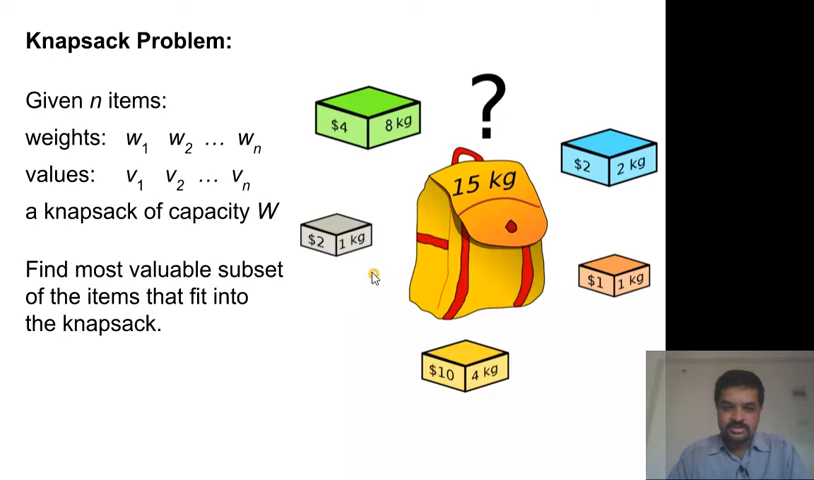 Knapsack Problem:
Given n items:
weights: w1 w2 ... wn
values: v1 v2 ... vn
a knapsack of capacity W
Find most valuable subset
of the items that fit into
the knapsack.
?
$4 8 kg
$2 2 kg
15 kg
$2 1 kg
$1 1 kg
$10 4 kg